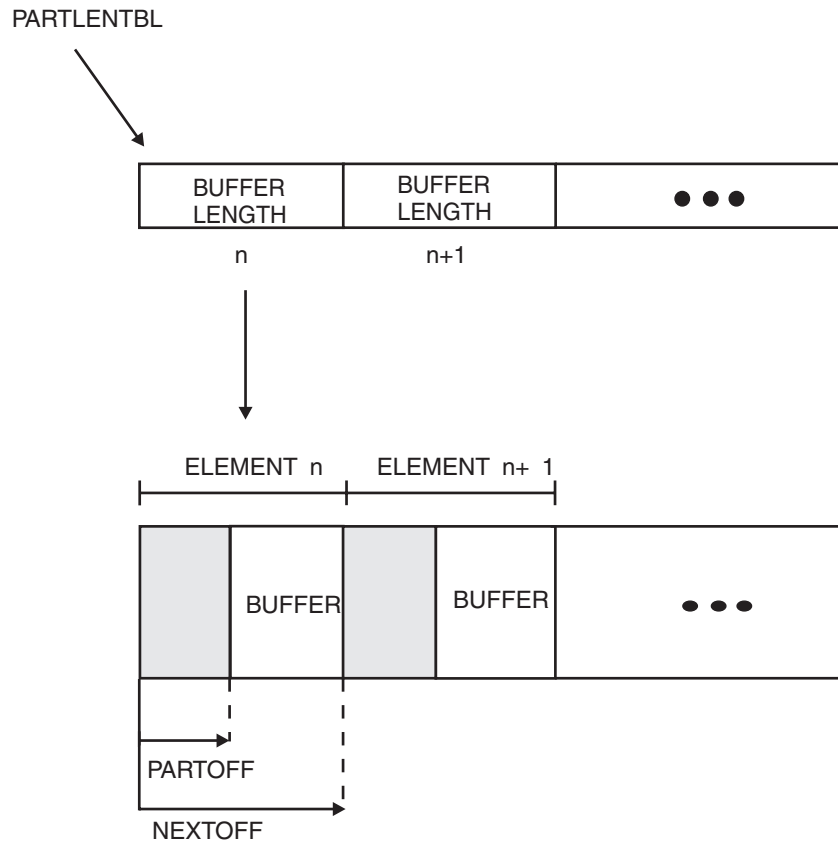 PARTLENTBL
BUFFER BUFFER
LENGTH LENGTH
n n+1
ELEMENT n ELEMENT n+ 1
BUFFER BUFFER
PARTOFF
NEXTOFF